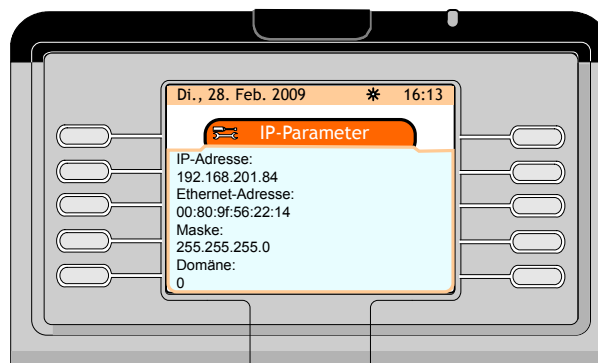 Di., 28. Feb. 2009 16:13
IP-Parameter
IP-Adresse:
192.168.201.84
Ethernet-Adresse:
00:80:9f:56:22:14
Maske:
255.255.255.0
Domäne:
0